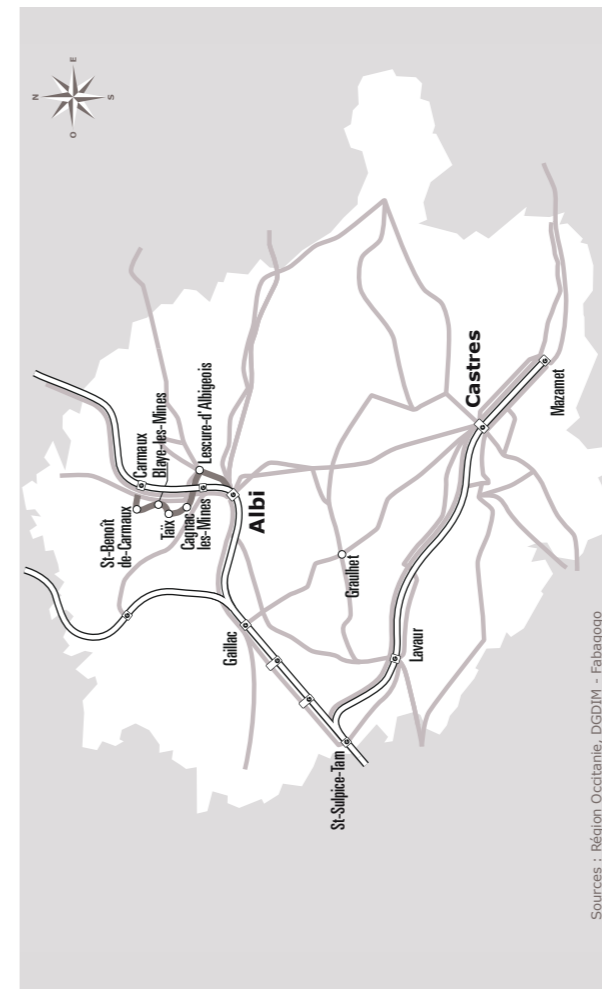 N
E
S
O
St-Benoît
de-Carmaux
Carmaux
Blaye-les-Mines
Taïx
Cagnac
les-Mines
Lescure-d'Albigeois
Albi
Gaillac
Graulhet
Castres
Mazamet
Lavaur
St-Sulpice-Tarn
Sources : Région Occitanie, DGDIM - Fabagogo